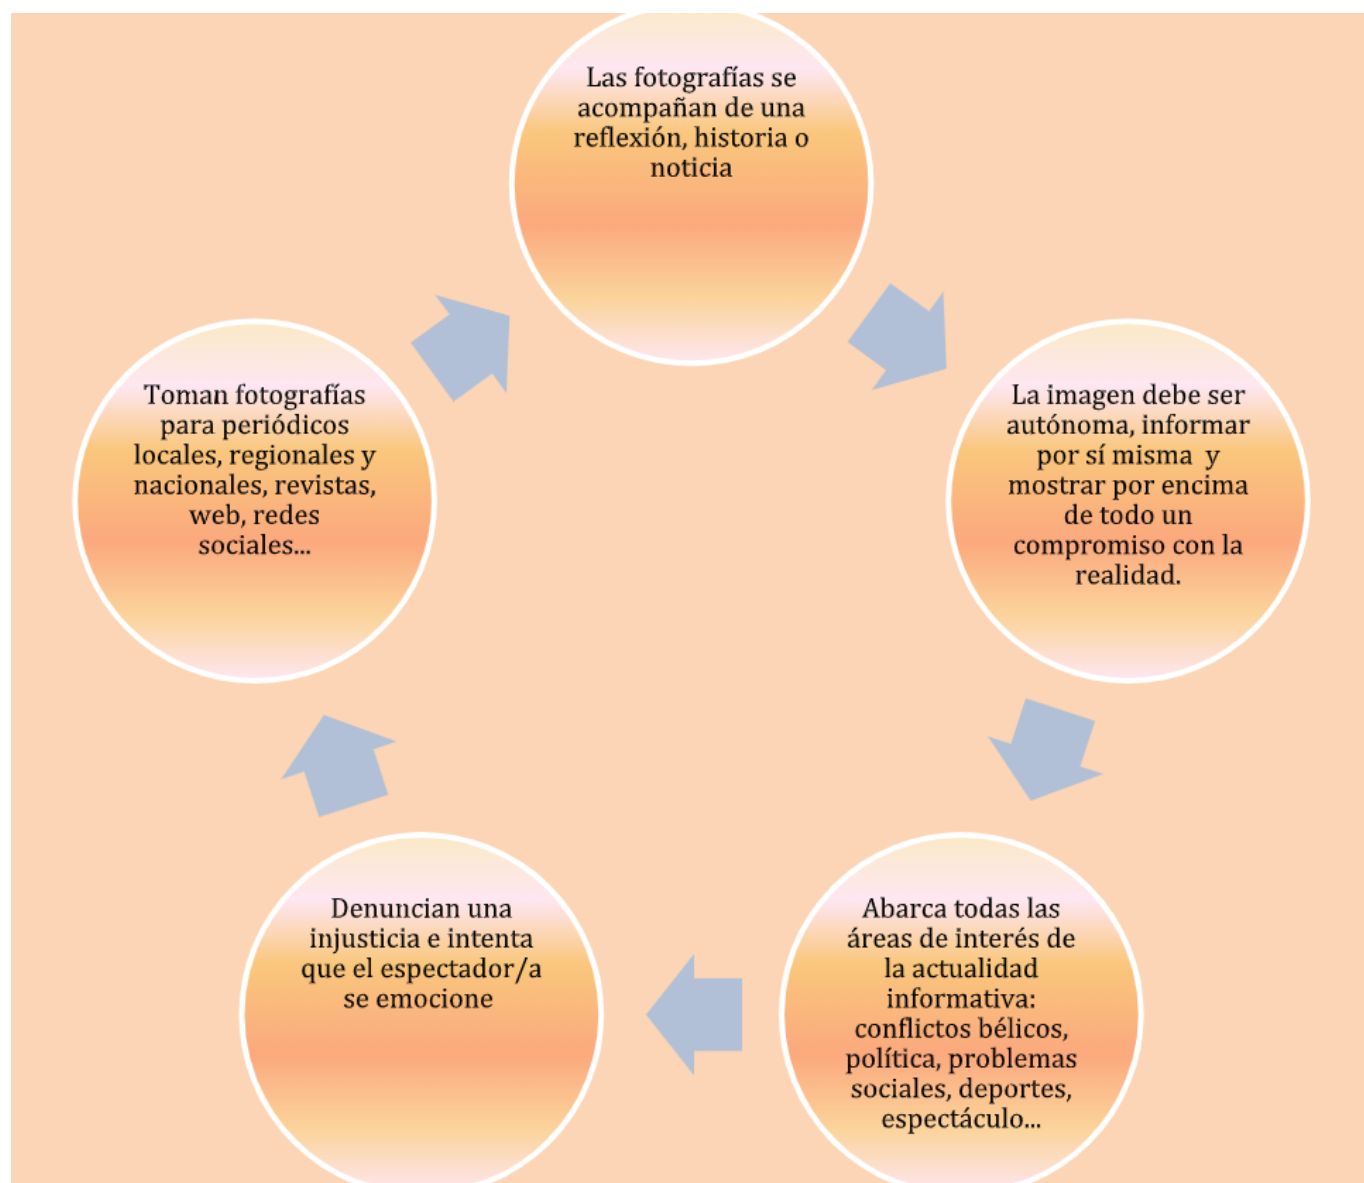 Las fotografías se
acompañan de una
reflexión, historia o
noticia
La imagen debe ser
autónoma, informar
por sí misma  y
mostrar por encima
de todo un
compromiso con la
realidad.
Abarca todas las
áreas de interés de
la actualidad
informativa:
conflictos bélicos,
política, problemas
sociales, deportes,
espectáculo...
Denuncian una
injusticia e intenta
que el espectador/a
se emocione
Toman fotografías
para periódicos
locales, regionales y
nacionales, revistas,
web, redes
sociales...